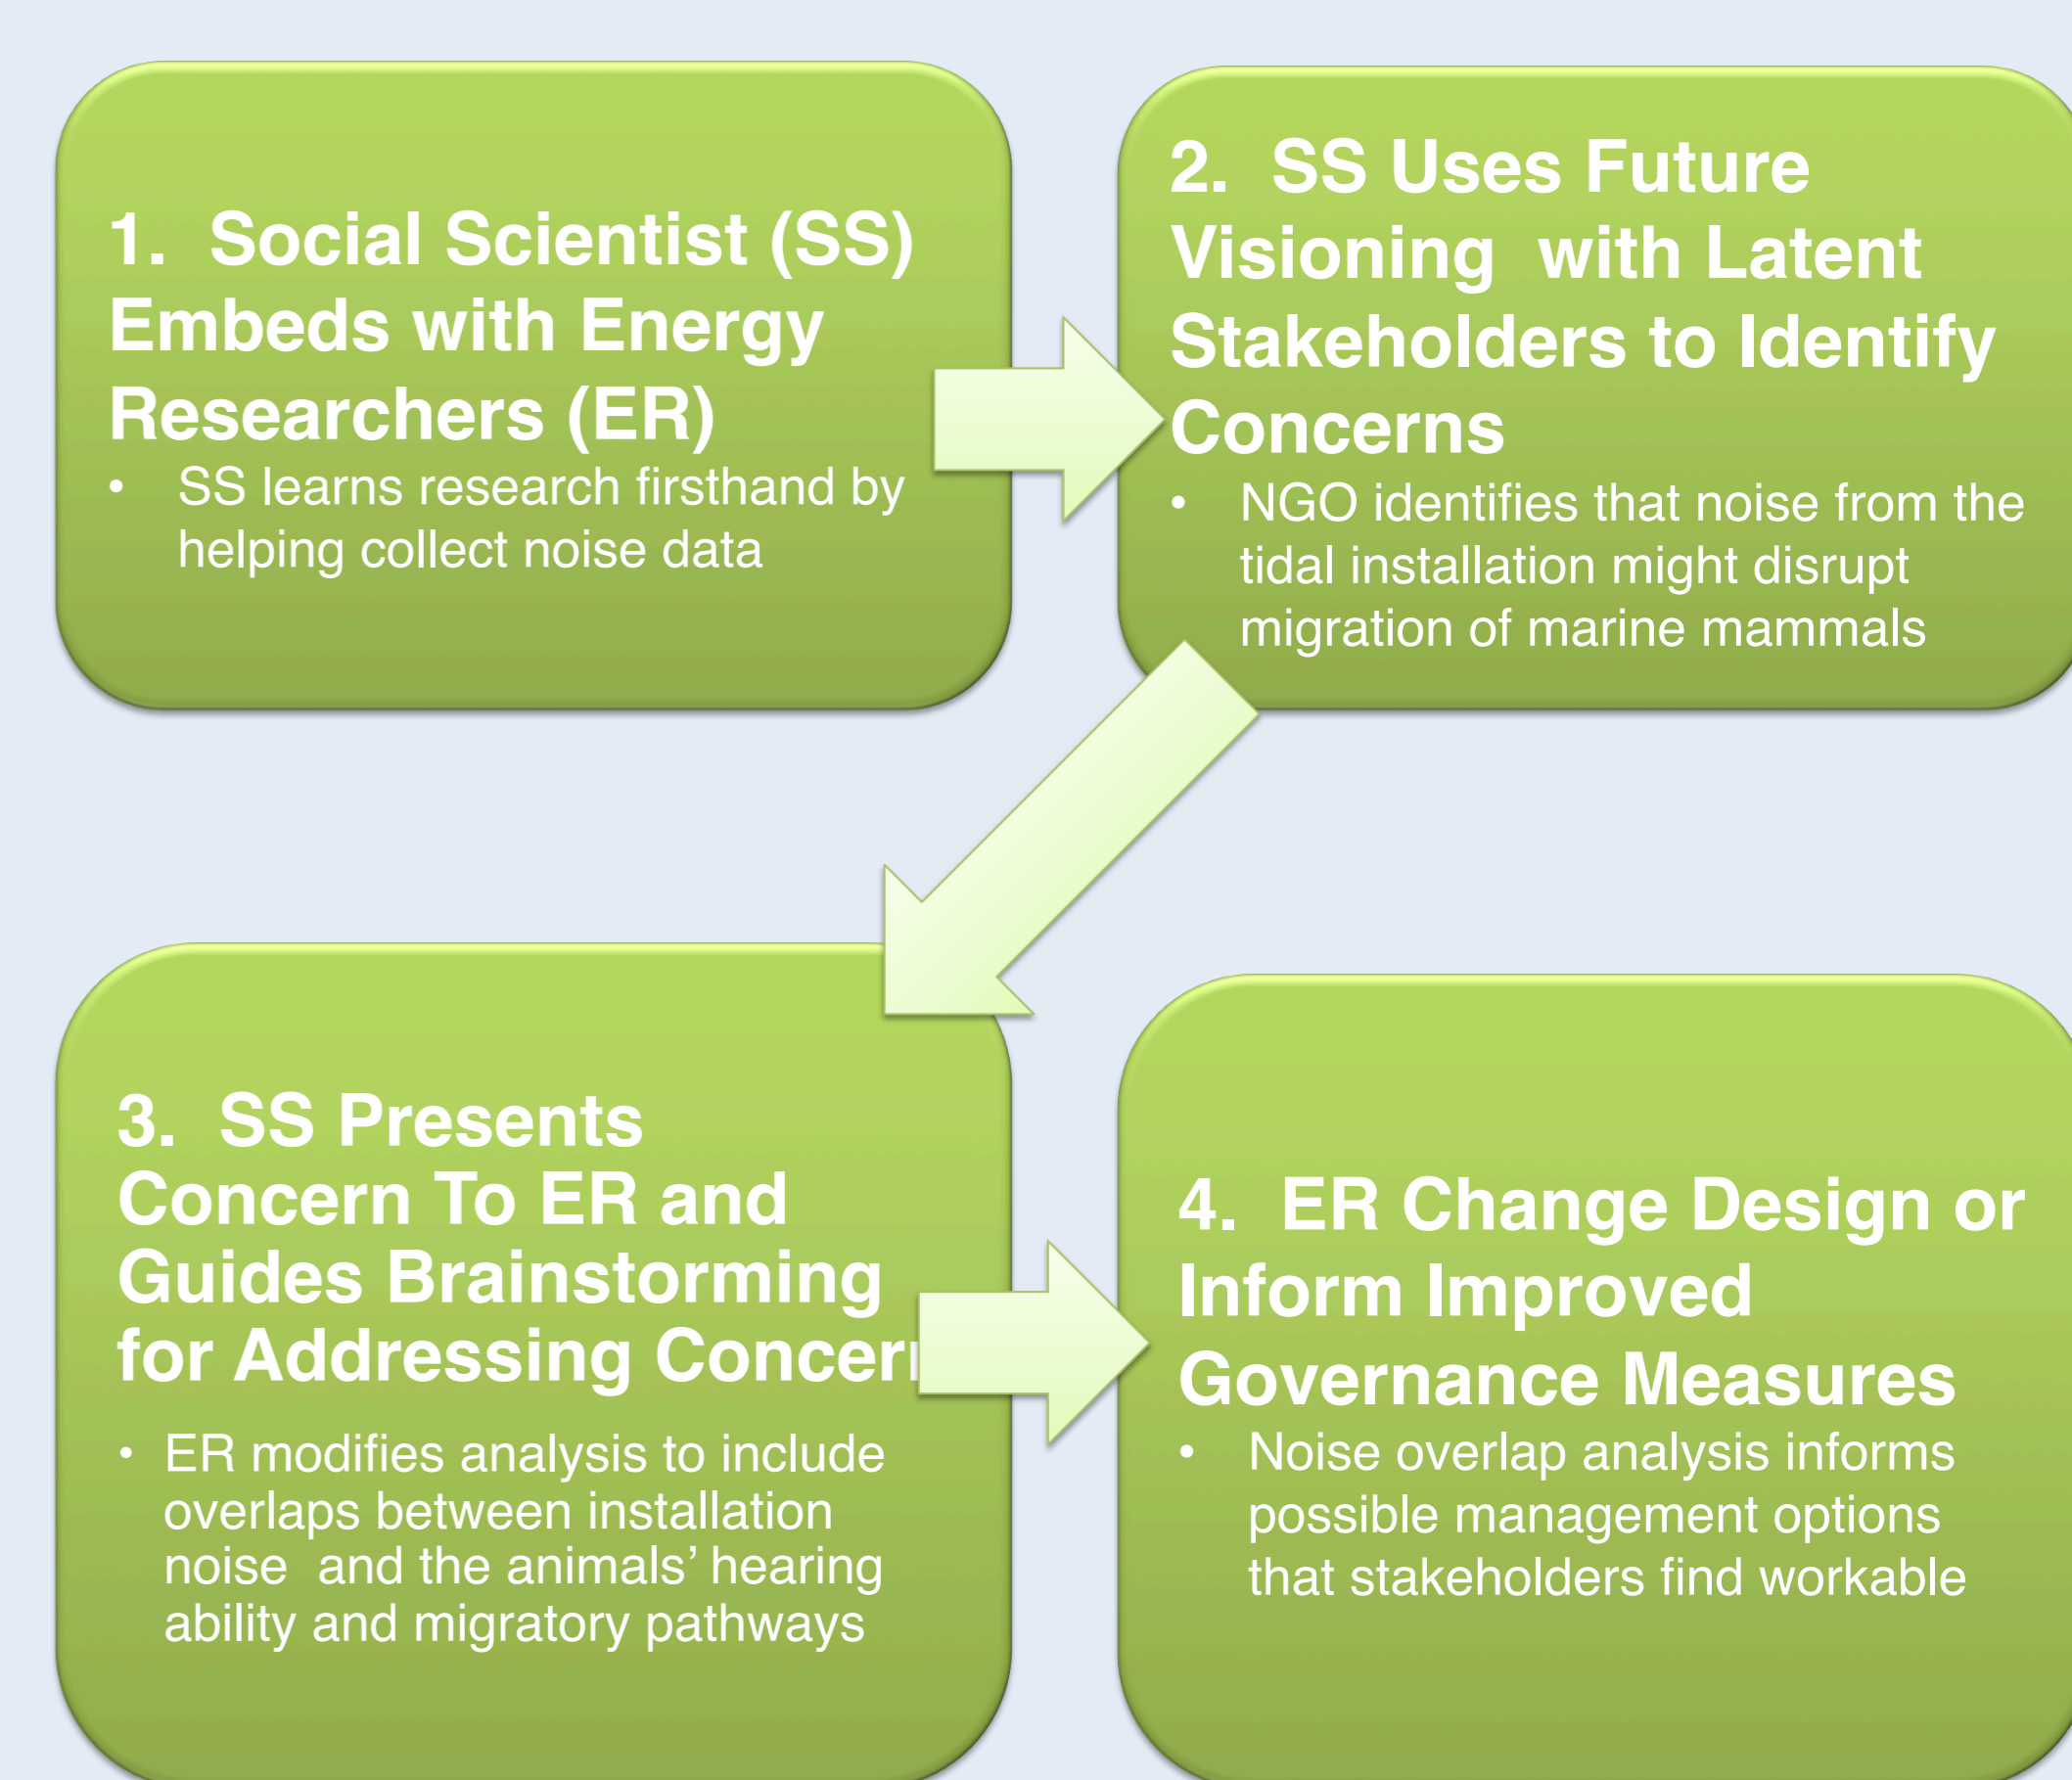 1. Social Scientist (SS)
Embeds with Energy
Researchers (ER)
• SS learns research firsthand by
helping collect noise data
2. SS Uses Future
Visioning with Latent
Stakeholders to Identify
Concerns
• NGO identifies that noise from the
tidal installation might disrupt
migration of marine mammals
3. SS Presents
Concern To ER and
Guides Brainstorming
for Addressing
• ER modifies analysis to include
overlaps between installation
noise and the animals’ hearing
ability and migratory pathways
4. ER Change Design or
Inform Improved
Governance Measures
• Noise overlap analysis informs
possible management options
that stakeholders find workable